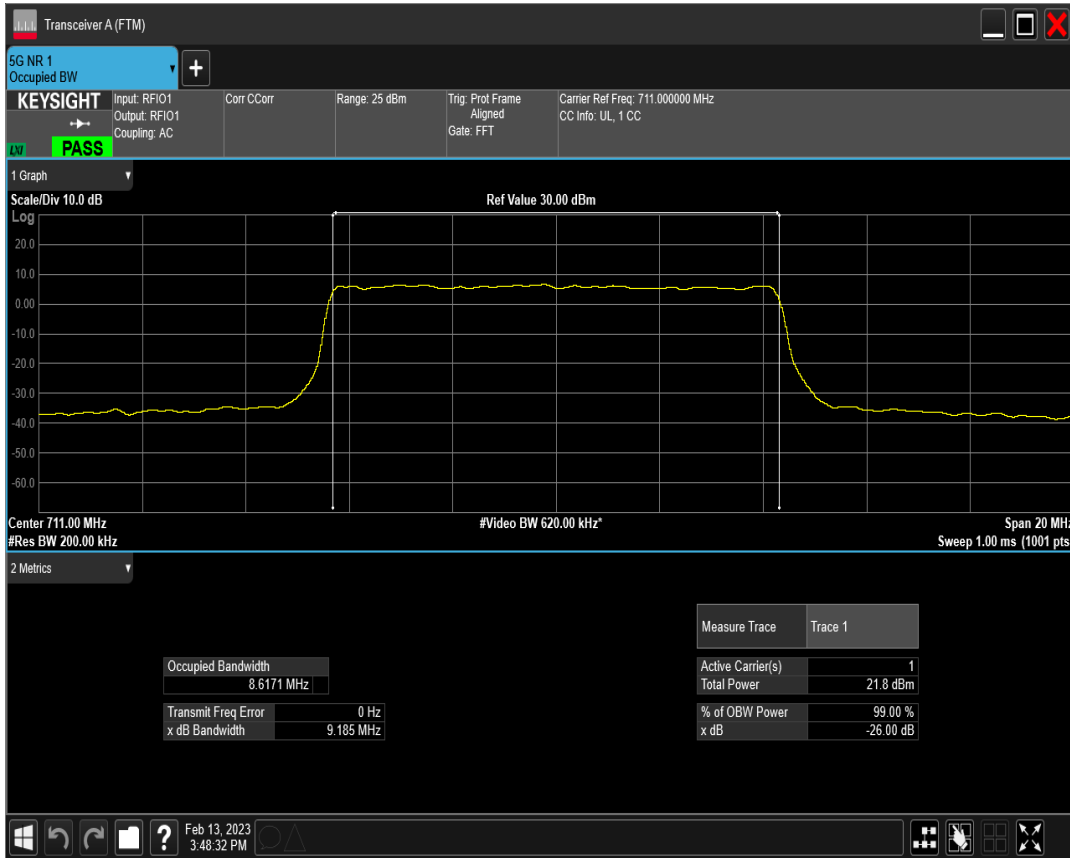 Transceiver A (FTM)
5G NR 1
Occupied BW
+
KEYSIGHT
LXI
PASS
Input: RFIO1
Output: RFIO1
Coupling: AC
Corr CCorr
Range: 25 dBm
Trig: Prot Frame
Aligned
Gate: FFT
Carrier Ref Freq: 711.000000 MHz
CC Info: UL, 1 CC
1 Graph
Scale/Div 10.0 dB
Ref Value 30.00 dBm
Log
20.0
10.0
0.00
-10.0
-20.0
-30.0
-40.0
-50.0
-60.0
Center 711.00 MHz
#Video BW 620.00 kHz*
Span 20 MHz
#Res BW 200.00 kHz
Sweep 1.00 ms (1001 pts
2 Metrics
Measure Trace Trace 1
Occupied Bandwidth
8.6171 MHz
Active Carrier(s) 1
Total Power 21.8 dBm
Transmit Freq Error 0 Hz
x dB Bandwidth 9.185 MHz
% of OBW Power 99.00 %
x dB -26.00 dB
?
Feb 13, 2023
3:48:32 PM